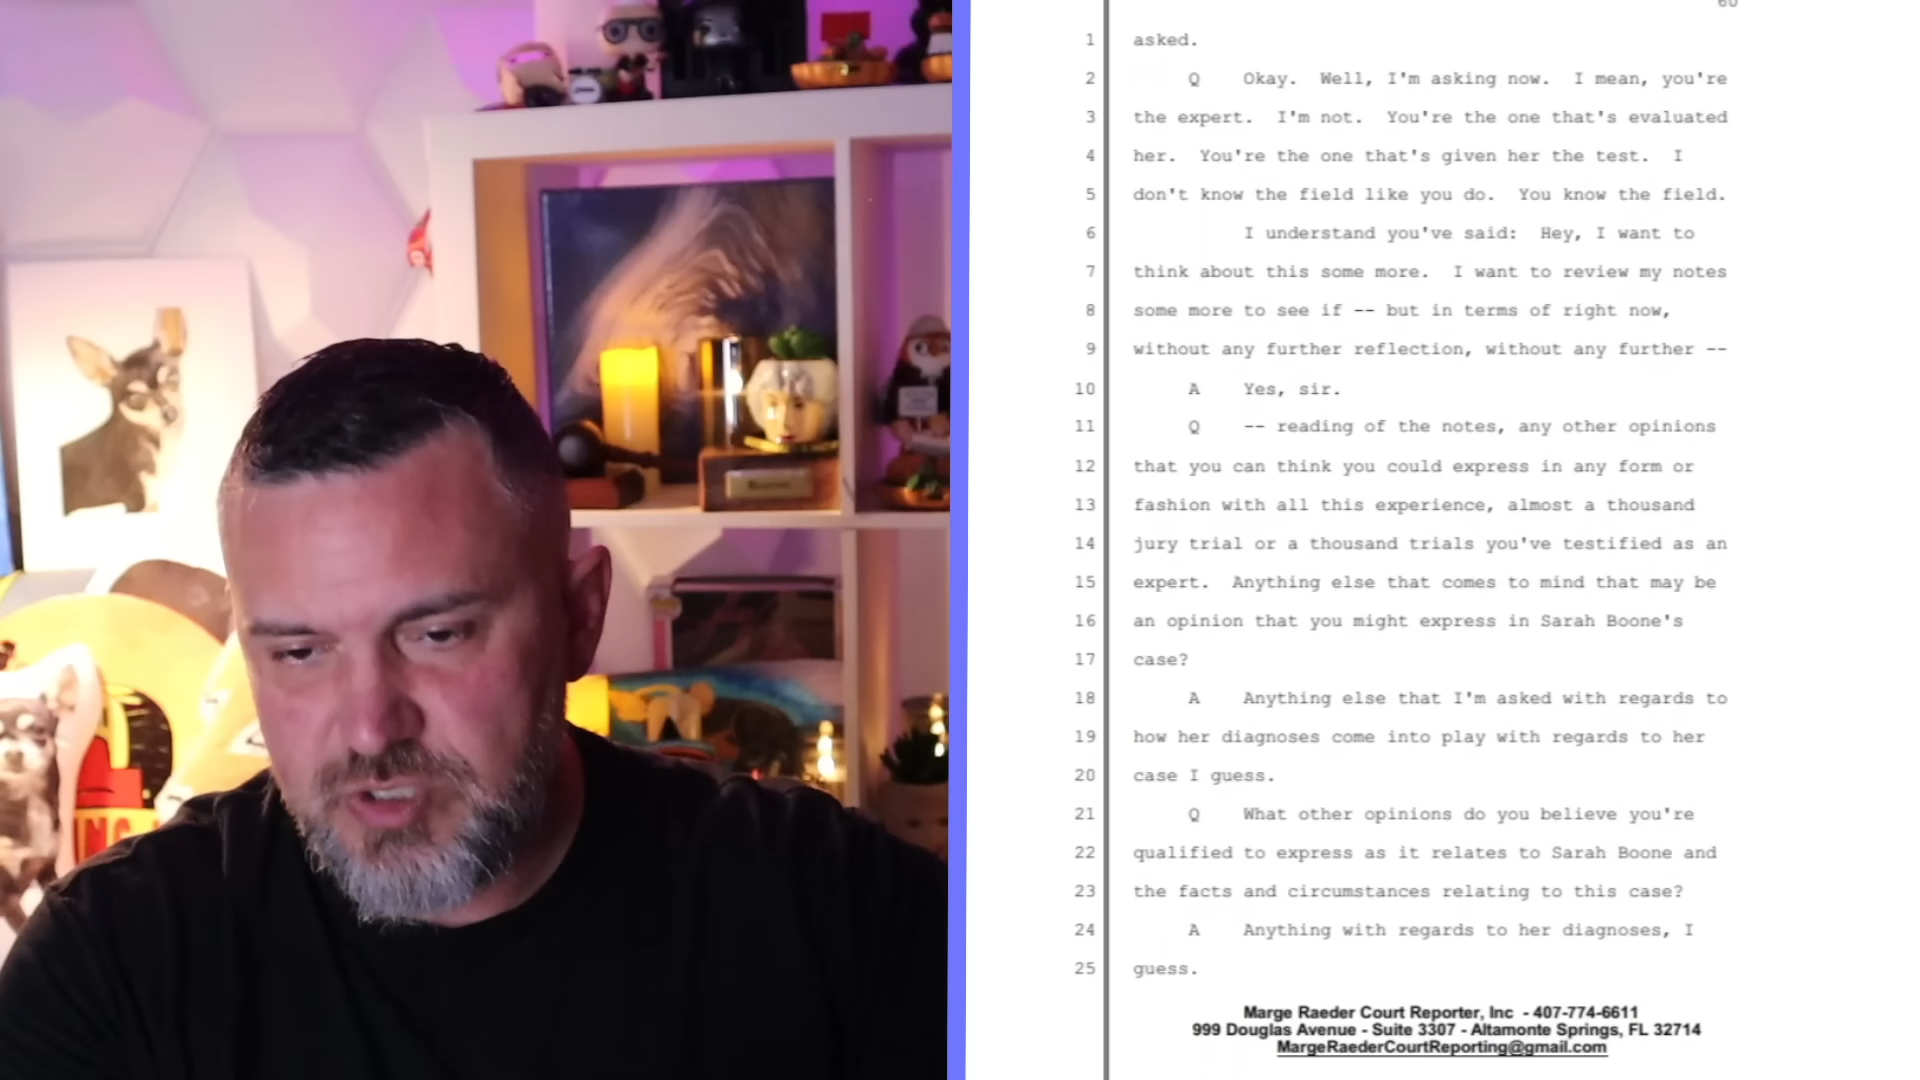 60
1 asked.
2 Q Okay. Well, I'm asking now. I mean, you're
3 the expert. I'm not. You're the one that's evaluated
4 her. You're the one that's given her the test. I
5 don't know the field like you do. You know the field.
6 I understand you've said: Hey, I want to
7 think about this some more. I want to review my notes
8 some more to see if -- but in terms of right now,
9 without any further reflection, without any further --
10 A Yes, sir.
11 Q -- reading of the notes, any other opinions
12 that you can think you could express in any form or
13 fashion with all this experience, almost a thousand
14 jury trial or a thousand trials you've testified as an
15 expert. Anything else that comes to mind that may be
16 an opinion that you might express in Sarah Boone's
17 case?
18 A Anything else that I'm asked with regards to
19 how her diagnoses come into play with regards to her
20 case I guess.
21 Q What other opinions do you believe you're
22 qualified to express as it relates to Sarah Boone and
23 the facts and circumstances relating to this case?
24 A Anything with regards to her diagnoses, I
25 guess.
Marge Raeder Court Reporter, Inc - 407-774-6611
999 Douglas Avenue - Suite 3307 - Altamonte Springs, FL 32714
MargeRaederCourtReporting@gmail.com